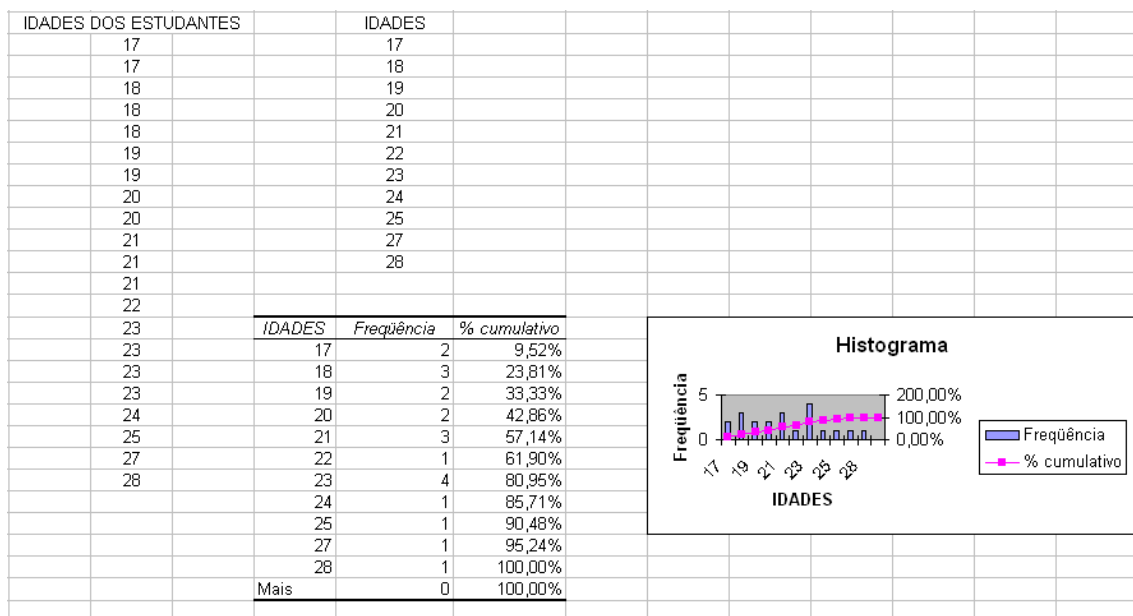 IDADES DOS ESTUDANTES IDADES
17 17
17 18
18 19
18 20
18 21
19 22
19 23
20 24
20 25
21 27
21 28
21
22
23 IDADES Freqüência % cumulativo
23 17 2 9,52%
23 18 3 23,81%
23 19 2 33,33%
24 20 2 42,86%
25 21 3 57,14%
27 22 1 61,90%
28 23 4 80,95%
24 1 85,71%
25 1 90,48%
27 1 95,24%
28 1 100,00%
Mais 0 100,00%
Histograma
Freqüência
5
0
200,00%
100,00%
0,00%
17 19 21 23 25 28
IDADES
Freqüência
% cumulativo